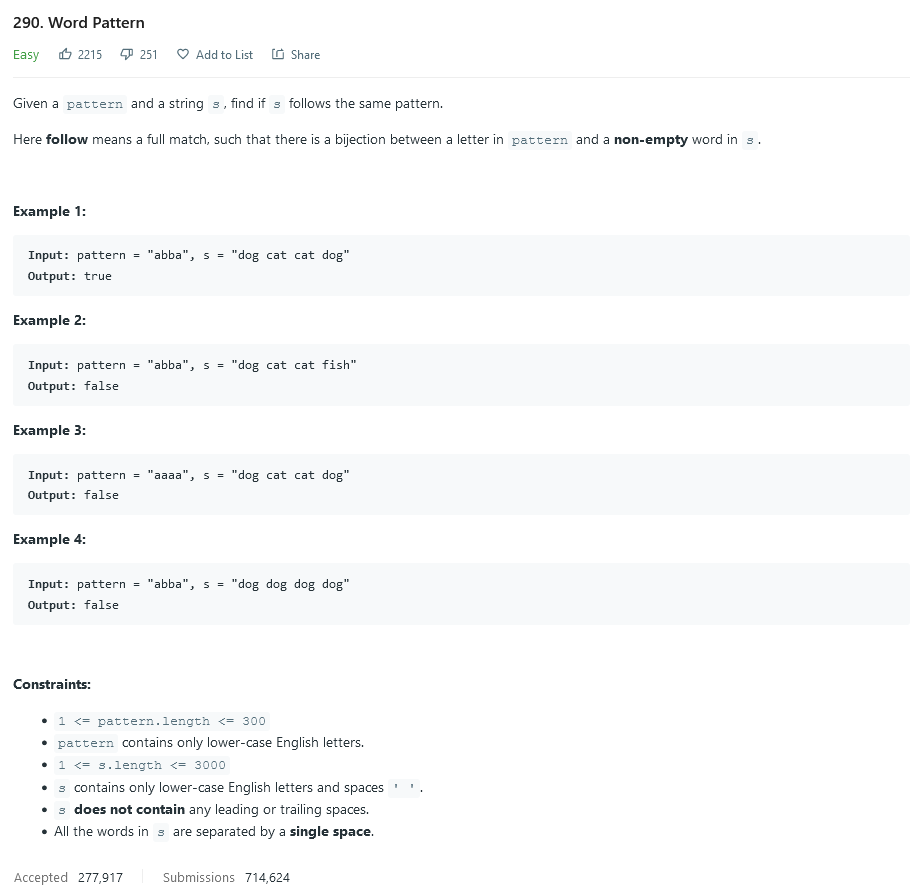 290. Word Pattern
Easy 2215 251 Add to List Share
Given a pattern and a string s, find if s follows the same pattern.
Here follow means a full match, such that there is a bijection between a letter in pattern and a non-empty word in s.
Example 1:
Input: pattern = "abba", s = "dog cat cat dog"
Output: true
Example 2:
Input: pattern = "abba", s = "dog cat cat fish"
Output: false
Example 3:
Input: pattern = "aaaa", s = "dog cat cat dog"
Output: false
Example 4:
Input: pattern = "abba", s = "dog dog dog dog"
Output: false
Constraints:
• 1 <= pattern.length <= 300
• pattern contains only lower-case English letters.
• 1 <= s.length <= 3000
• s contains only lower-case English letters and spaces ' '.
• s does not contain any leading or trailing spaces.
• All the words in s are separated by a single space.
Accepted 277,917 Submissions 714,624